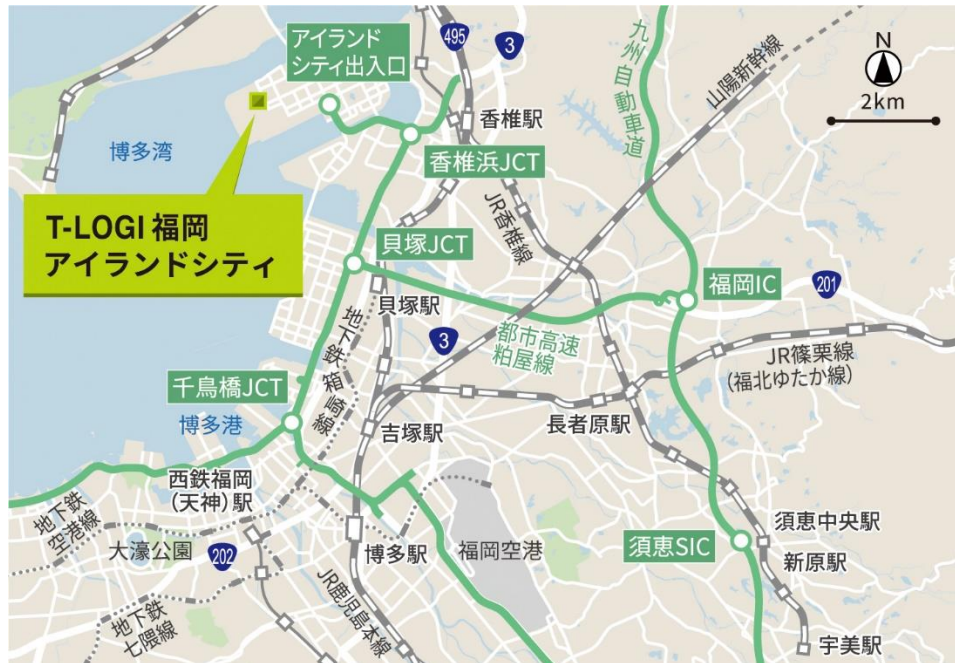 アイランド
シティ出入口
495
3
九州自動車道
山陽新幹線
N
2km
香椎駅
博多湾
香椎浜JCT
T-LOGI 福岡
アイランドシティ
JR香椎線
貝塚JCT
福岡IC
201
貝塚駅
地下鉄箱崎線
3
都市高速
粕屋線
JR篠栗線
(福北ゆたか線)
千鳥橋JCT
博多港
吉塚駅
長者原駅
西鉄福岡
(天神)駅
地下鉄
空港線
大濠公園
202
博多駅
福岡空港
須恵SIC
須恵中央駅
新原駅
地下鉄
七隈線
JR鹿児島本線
宇美駅